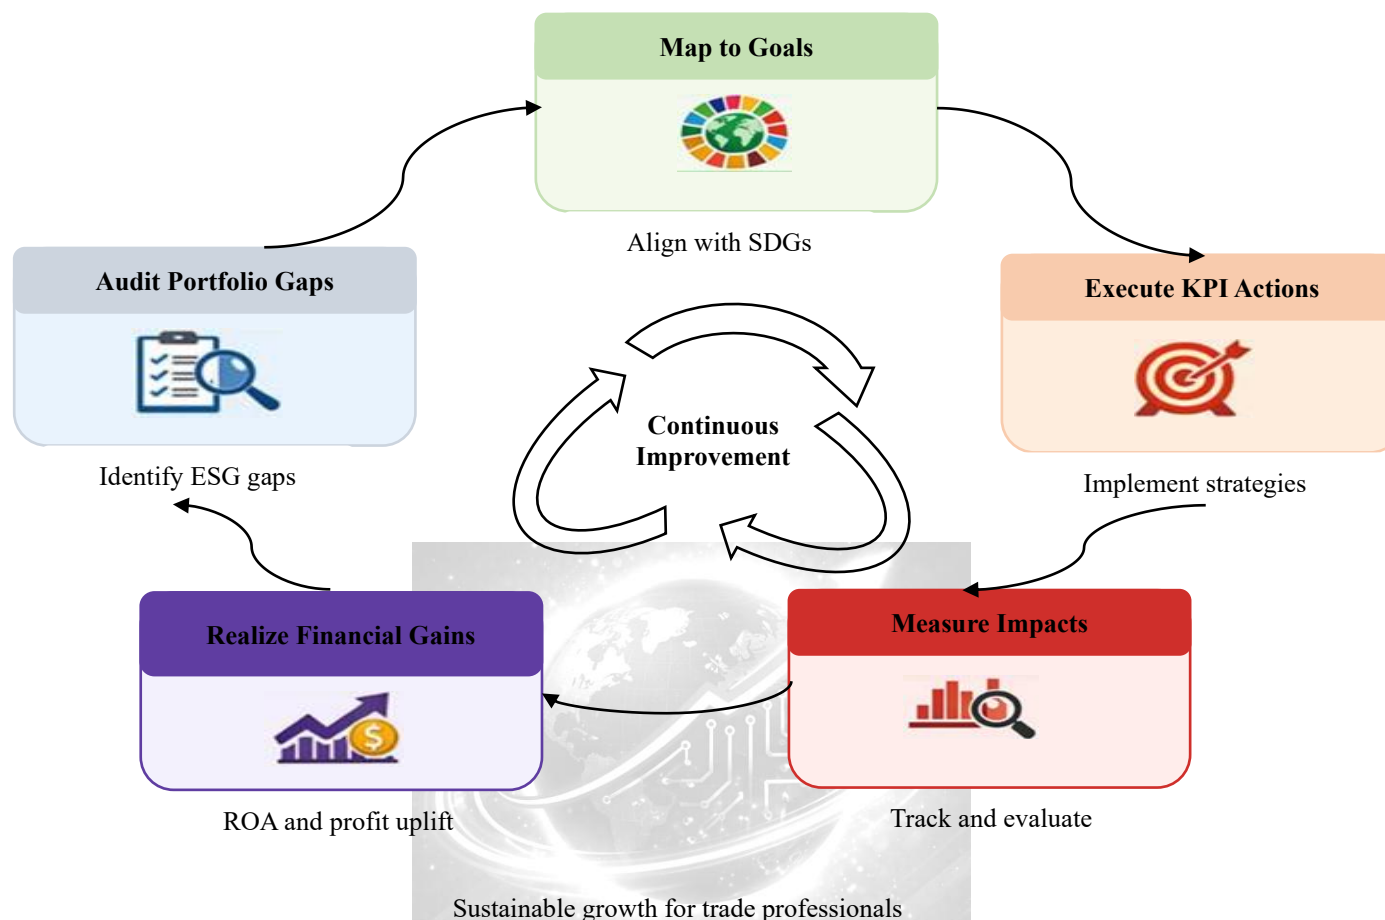 Map to Goals
Align with SDGs
Audit Portfolio Gaps
Identify ESG gaps
Execute KPI Actions
Implement strategies
Continuous
Improvement
Realize Financial Gains
$
ROA and profit uplift
Measure Impacts
Track and evaluate
Sustainable growth for trade professionals